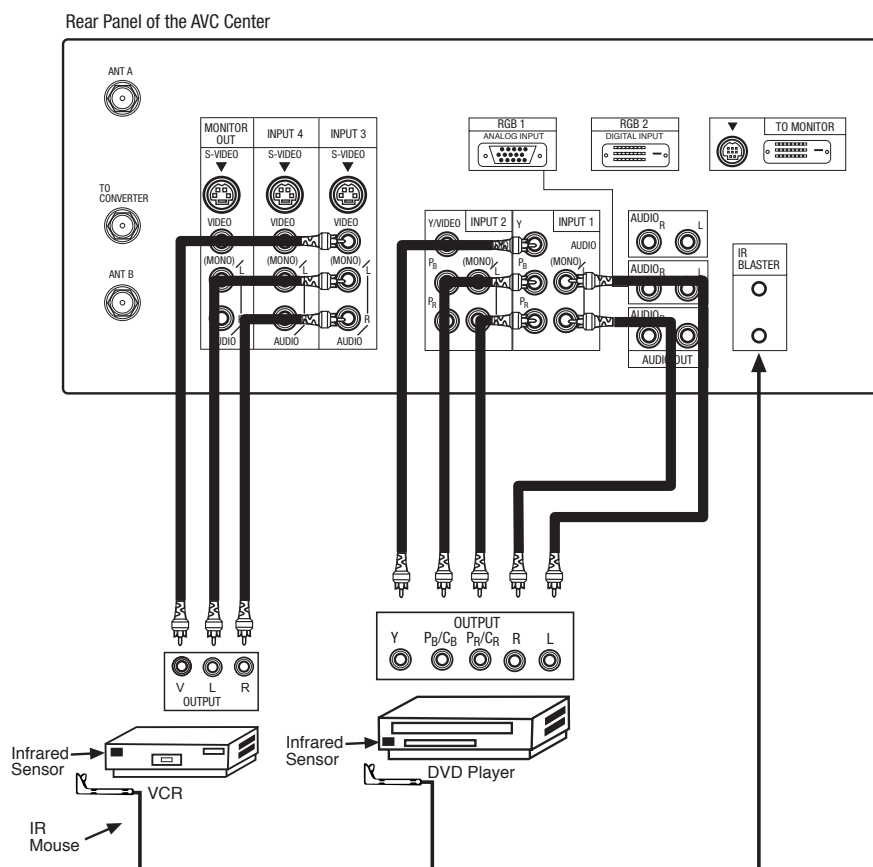 Rear Panel of the AVC Center
ANT A
TO
CONVERTER
ANT B
MONITOR
OUT
INPUT 4
INPUT 3
S-VIDEO
S-VIDEO
S-VIDEO
VIDEO
VIDEO
VIDEO
(MONO)
L
(MONO)
L
(MONO)
L
R
AUDIO
AUDIO
AUDIO
RGB 1
ANALOG INPUT
RGB 2
DIGITAL INPUT
TO MONITOR
Y/VIDEO
INPUT 2
Y
INPUT 1
AUDIO
PB
(MONO)
L
PB
(MONO)
PR
PR
AUDIO
R
L
AUDIO
R
L
AUDIO
R
AUDIO OUT
IR
BLASTER
V
L
R
OUTPUT
OUTPUT
Y
PB/CB
PR/CR
R
L
Infrared
Sensor
VCR
IR
Mouse
Infrared
Sensor
DVD Player